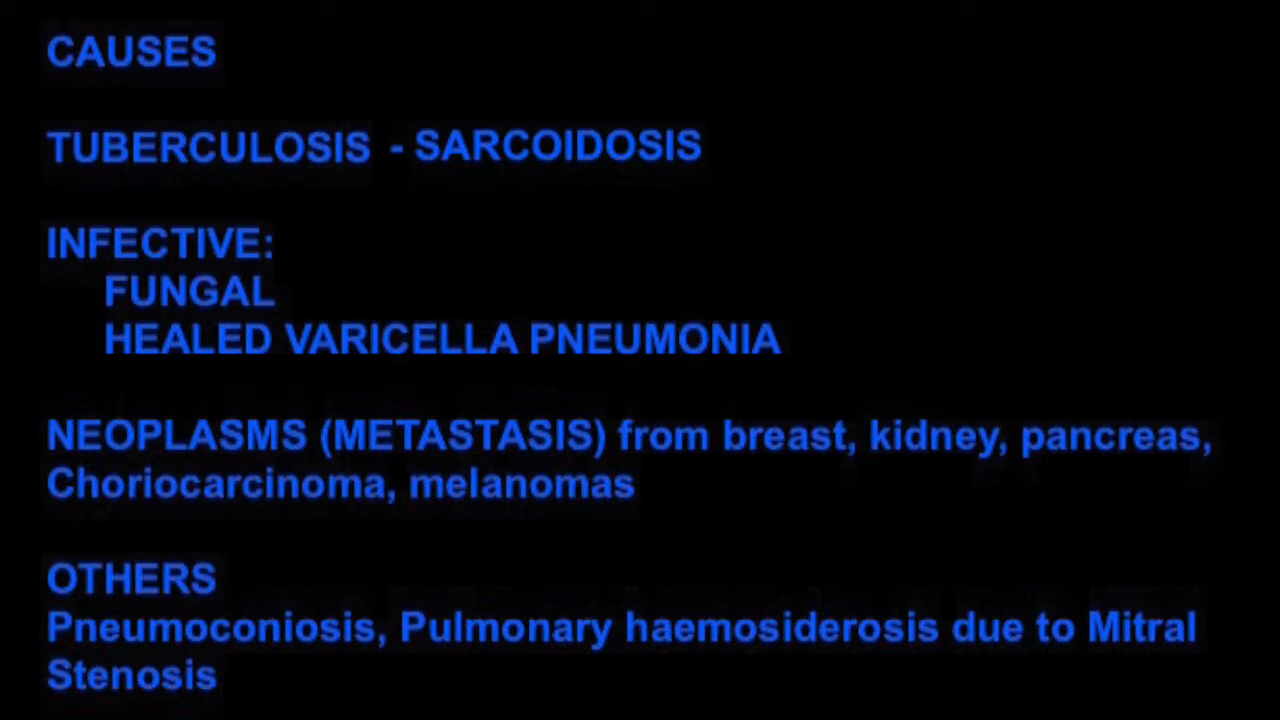 CAUSES
TUBERCULOSIS - SARCOIDOSIS
INFECTIVE:
FUNGAL
HEALED VARICELLA PNEUMONIA
NEOPLASMS (METASTASIS) from breast, kidney, pancreas,
Choriocarcinoma, melanomas
OTHERS
Pneumoconiosis, Pulmonary haemosiderosis due to Mitral
Stenosis